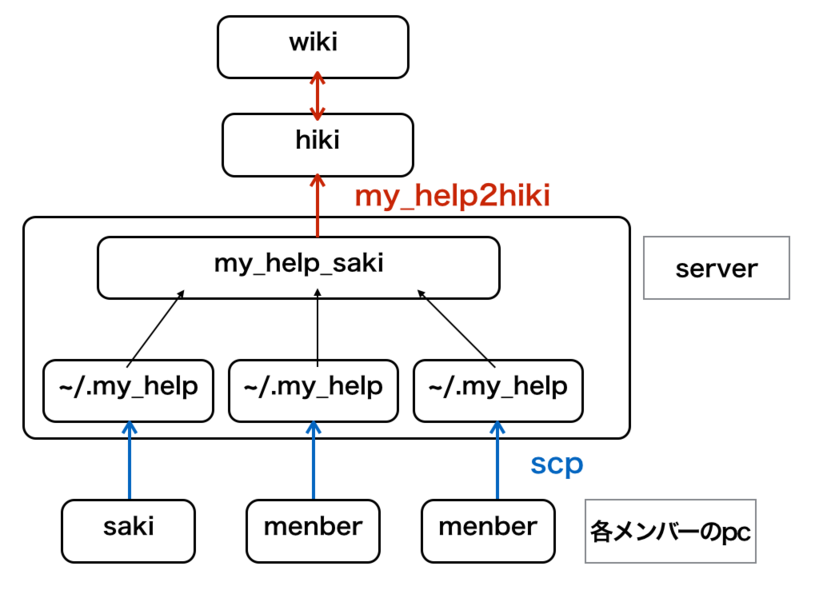 wiki
hiki
my_help2hiki
my_help_saki
server
~/.my_help
~/.my_help
~/.my_help
scp
saki
menber
menber
各メンバーのpc